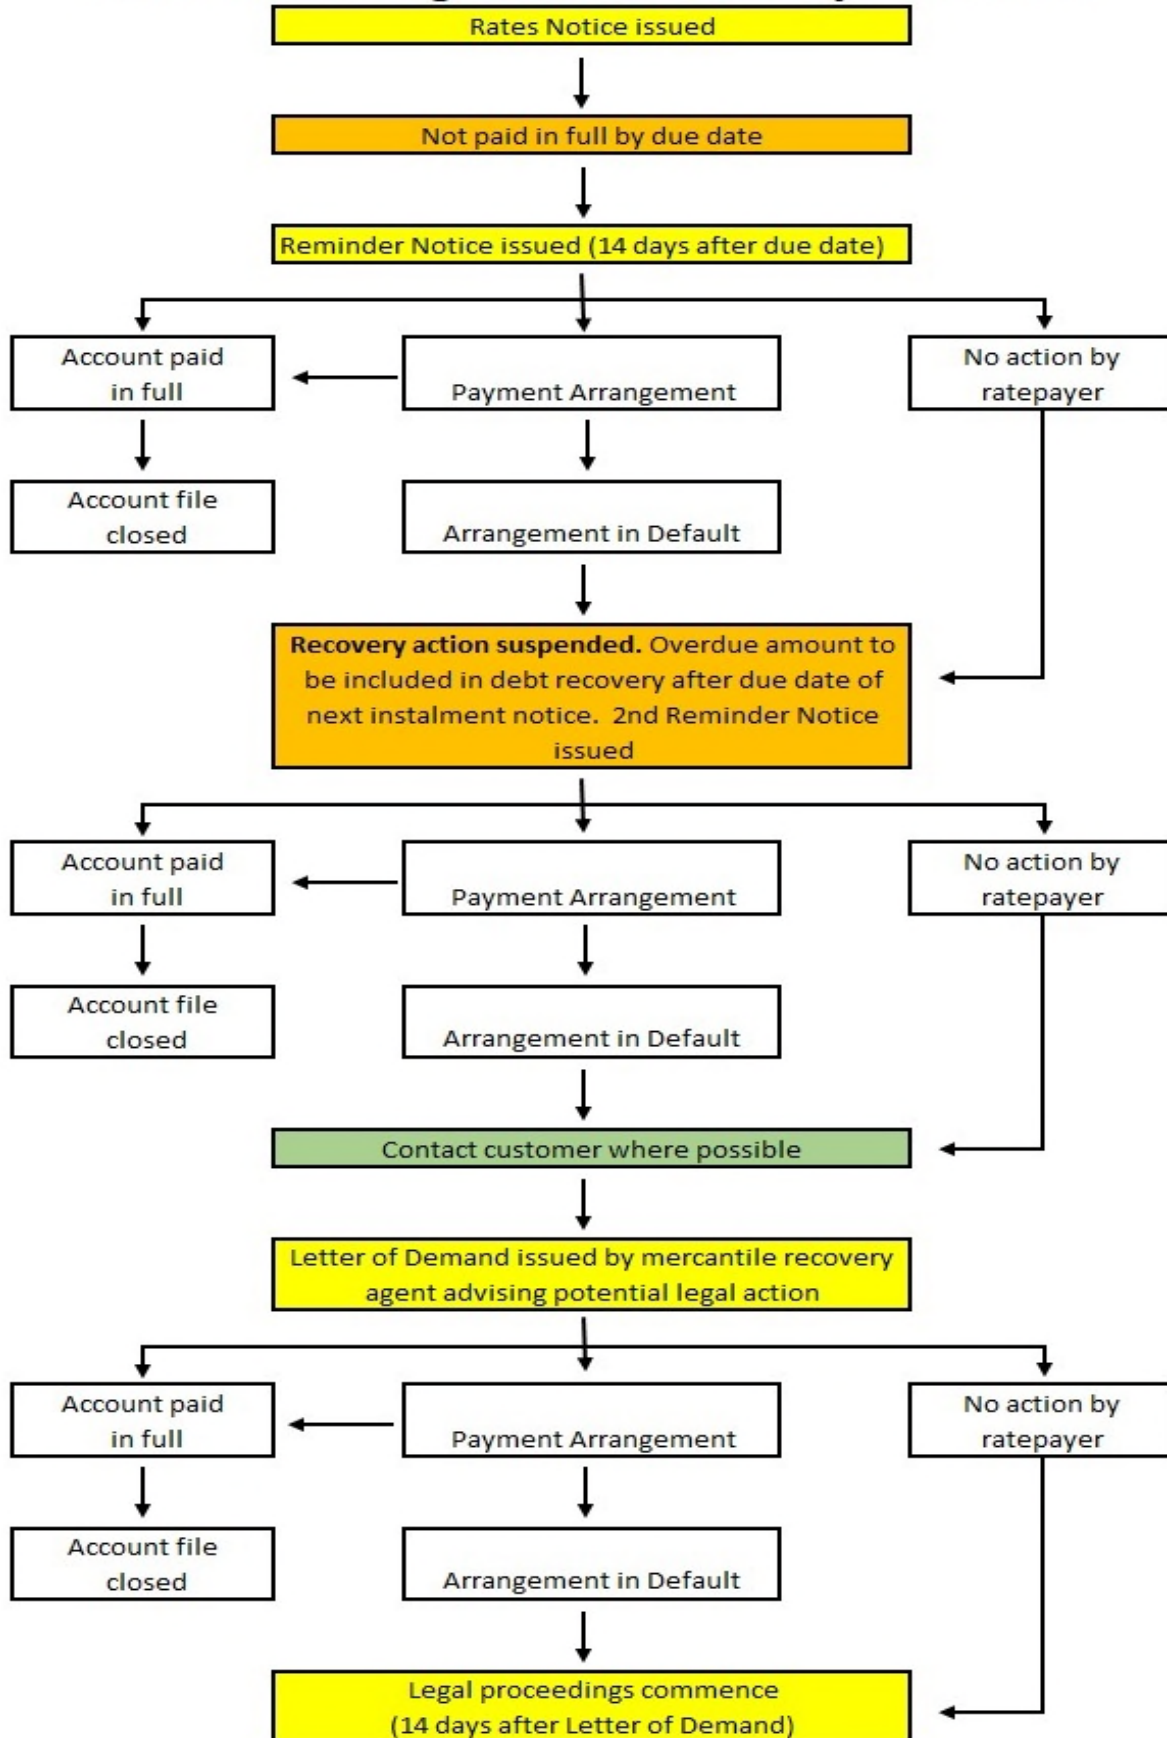 Rates Notice issued
Not paid in full by due date
Reminder Notice issued (14 days after due date)
Account paid
in full
Payment Arrangement
No action by
ratepayer
Account file
closed
Arrangement in Default
Recovery action suspended. Overdue amount to
be included in debt recovery after due date of
next instalment notice. 2nd Reminder Notice
issued
Account paid
in full
Payment Arrangement
No action by
ratepayer
Account file
closed
Arrangement in Default
Contact customer where possible
Letter of Demand issued by mercantile recovery
agent advising potential legal action
Account paid
in full
Payment Arrangement
No action by
ratepayer
Account file
closed
Arrangement in Default
Legal proceedings commence
(14 days after Letter of Demand)